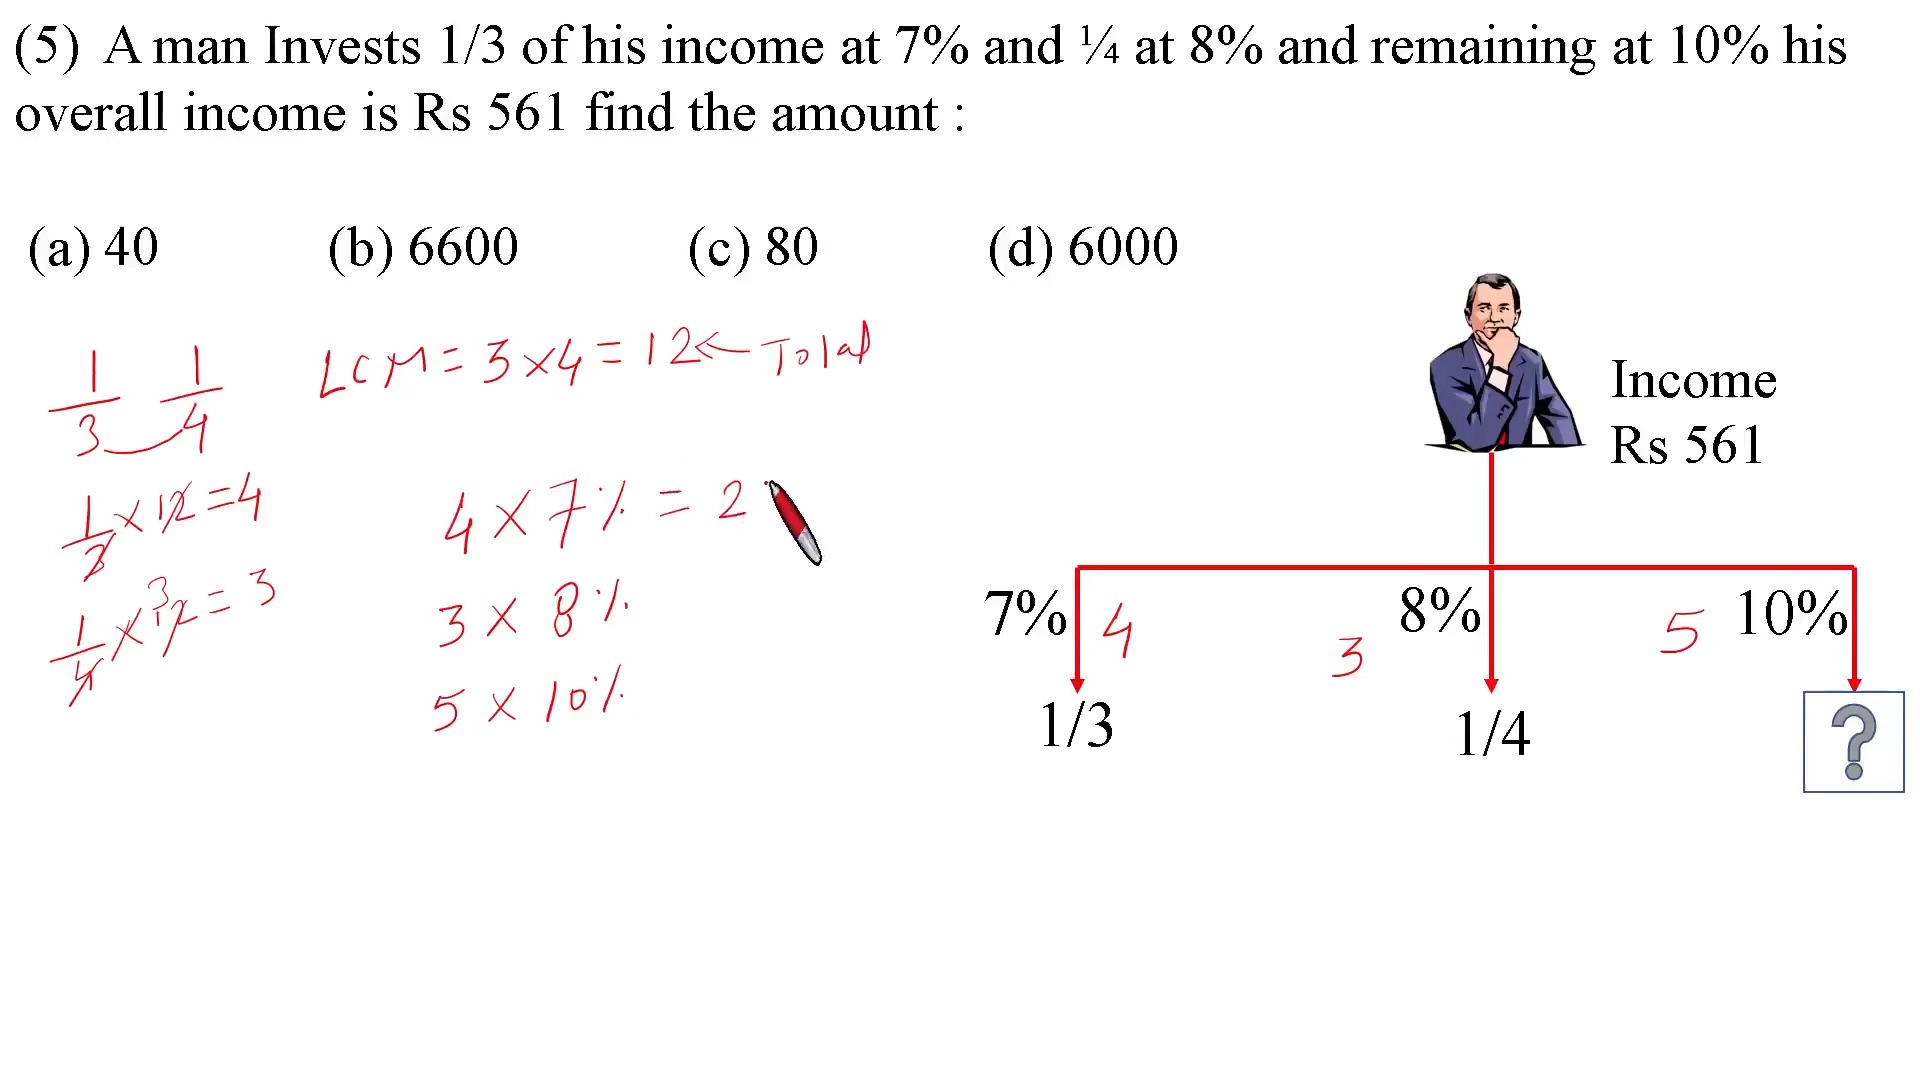 (5) A man Invests 1/3 of his income at 7% and ¼ at 8% and remaining at 10% his
overall income is Rs 561 find the amount :
(a) 40 (b) 6600 (c) 80 (d) 6000
1/3 1/4 LCM = 3 × 4 = 12 ← Total
1/3 × 12 = 4
1/4 × 12 = 3
3
4 × 7% = 2
3 × 8%
5 × 10%
Income
Rs 561
7% 4 3 8% 5 10%
1/3 1/4 ?